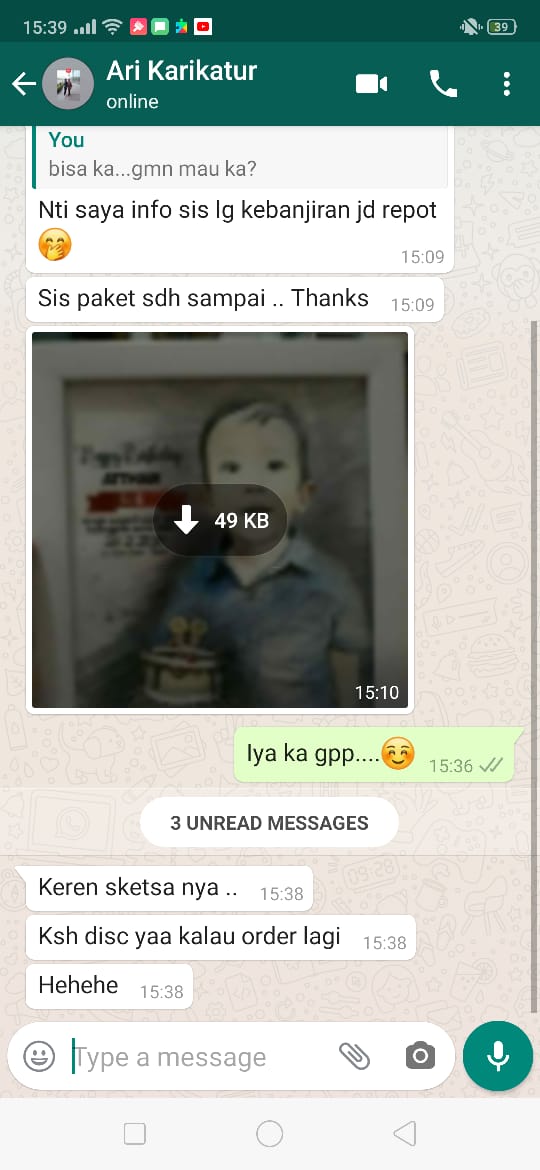 15:39
39
Ari Karikatur
online
You
bisa ka...gmn mau ka?
Nti saya info sis lg kebanjiran jd repot
🤭
15:09
Sis paket sdh sampai .. Thanks 15:09
Happy Birthday
49 KB
15:10
Iya ka gpp....☺️ 15:36
3 UNREAD MESSAGES
Keren sketsa nya .. 15:38
Ksh disc yaa kalau order lagi 15:38
Hehehe 15:38
Type a message